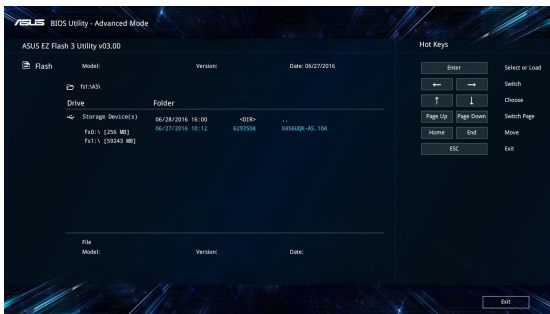 ASUS BIOS Utility - Advanced Mode
ASUS EZ Flash 3 Utility v03.00
Flash
Model: Version: Date: 06/27/2016
fs1:\AS\
Drive Folder
Storage Device(s)
fs0:\ [256 MB]
fs1:\ [59243 MB]
06/28/2016 16:00 <DIR> ..
06/27/2016 10:12 6293504 X456UQK-AS.104
File
Model: Version: Date:
Hot Keys
Enter Select or Load
← → Switch
↑ ↓ Choose
Page Up Page Down Switch Page
Home End Move
ESC Exit
Exit